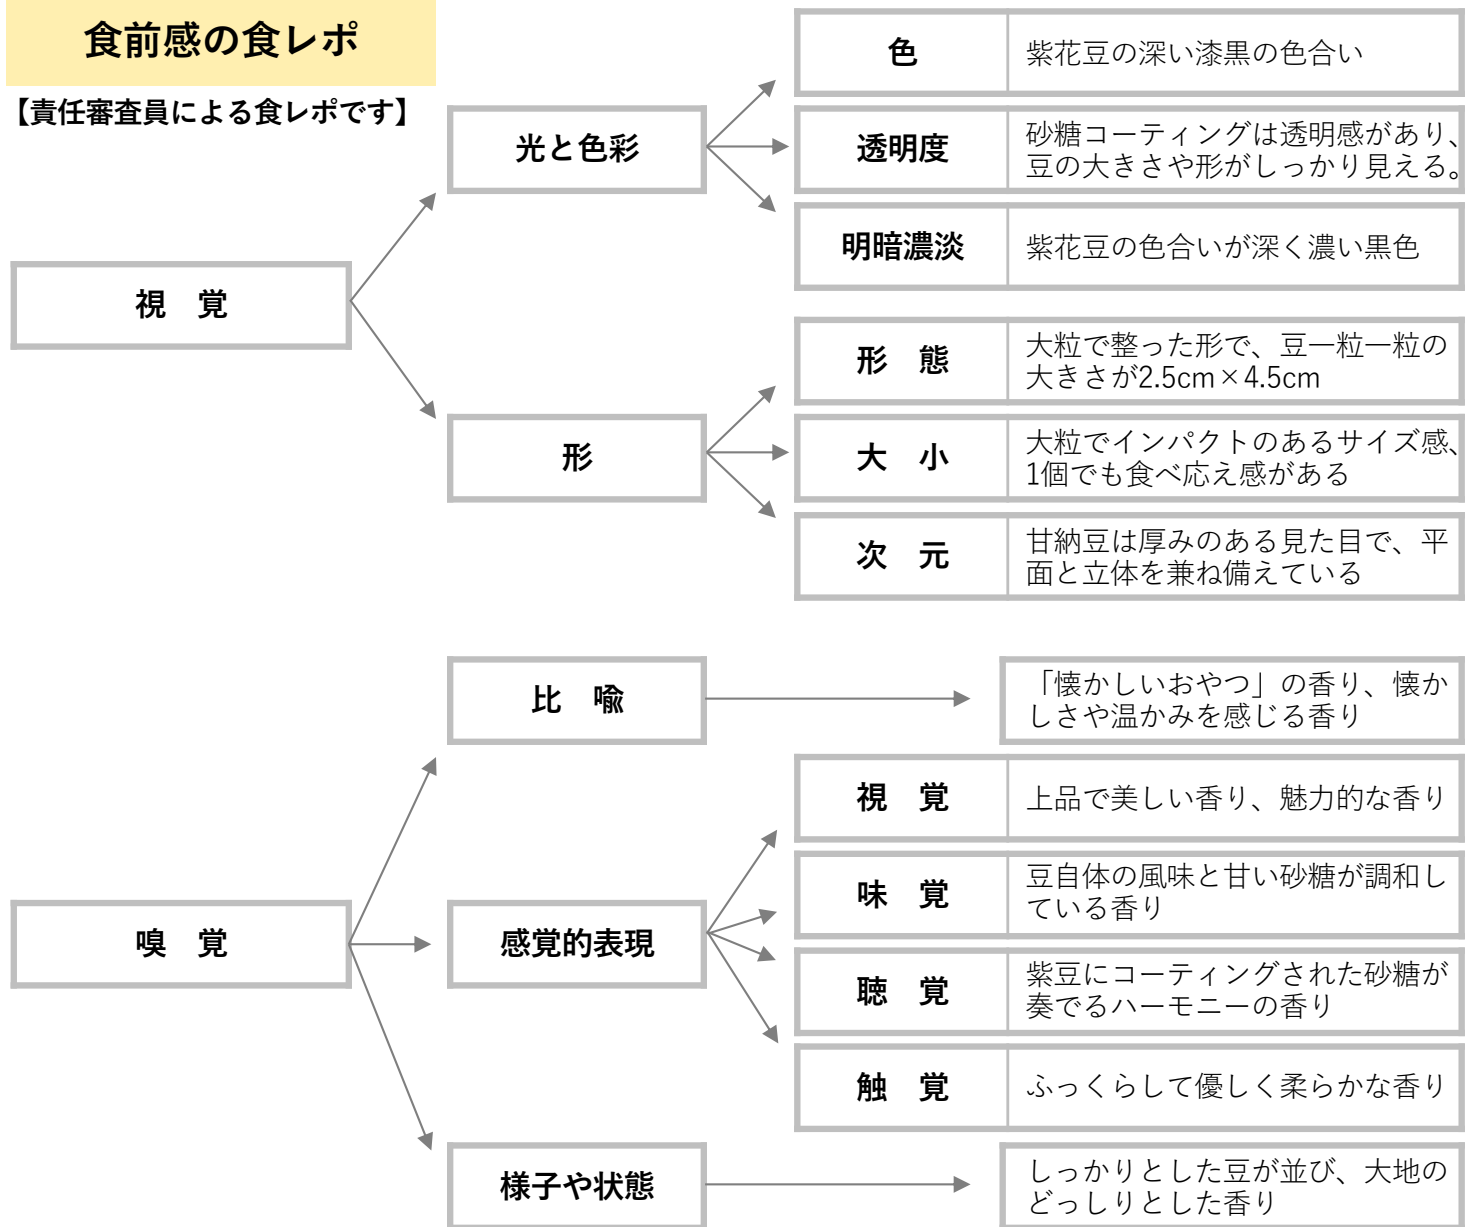 食前感の食レポ
【責任審査員による食レポです】
視　覚
光と色彩
色
紫花豆の深い漆黒の色合い
透明度
砂糖コーティングは透明感があり、
豆の大きさや形がしっかり見える。
明暗濃淡
紫花豆の色合いが深く濃い黒色
形
形　態
大粒で整った形で、豆一粒一粒の
大きさが2.5cm×4.5cm
大　小
大粒でインパクトのあるサイズ感、
1個でも食べ応え感がある
次　元
甘納豆は厚みのある見た目で、平
面と立体を兼ね備えている
嗅　覚
比　喩
「懐かしいおやつ」の香り、懐か
しさや温かみを感じる香り
感覚的表現
視　覚
上品で美しい香り、魅力的な香り
味　覚
豆自体の風味と甘い砂糖が調和し
ている香り
聴　覚
紫豆にコーティングされた砂糖が
奏でるハーモニーの香り
触　覚
ふっくらして優しく柔らかな香り
様子や状態
しっかりとした豆が並び、大地の
どっしりとした香り